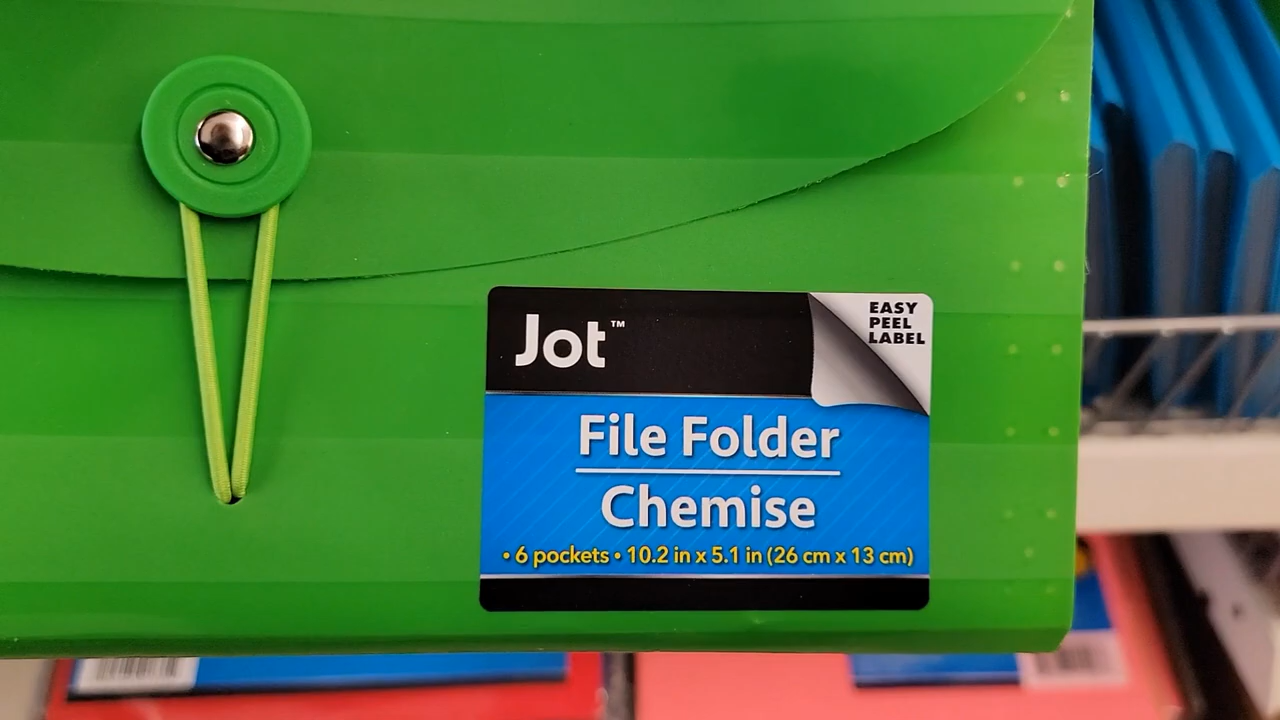 Jot™
EASY
PEEL
LABEL
File Folder
Chemise
• 6 pockets • 10.2 in x 5.1 in (26 cm x 13 cm)